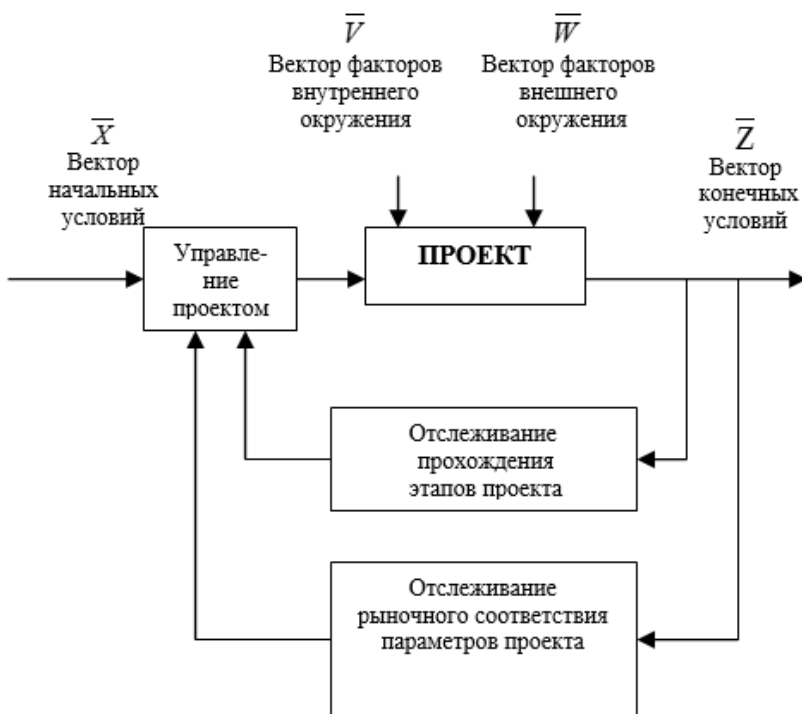 V̅
Вектор факторов
внутреннего
окружения
W̅
Вектор факторов
внешнего
окружения
X̅
Вектор
начальных
условий
Z̅
Вектор
конечных
условий
Управле-
ние
проектом
ПРОЕКТ
Отслеживание
прохождения
этапов проекта
Отслеживание
рыночного соответствия
параметров проекта